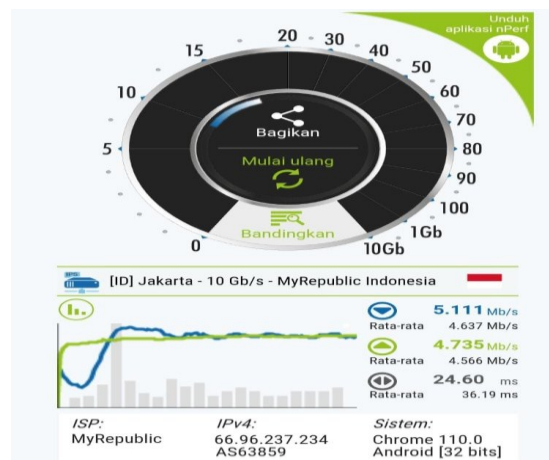 Unduh
aplikasi nPerf
0
5
10
15
20
30
40
50
60
70
80
90
100
1Gb
10Gb
Bagikan
Mulai ulang
Bandingkan
[ID] Jakarta - 10 Gb/s - MyRepublic Indonesia
5.111 Mb/s
Rata-rata 4.637 Mb/s
4.735 Mb/s
Rata-rata 4.566 Mb/s
24.60 ms
Rata-rata 36.19 ms
ISP:
MyRepublic
IPv4:
66.96.237.234
AS63859
Sistem:
Chrome 110.0
Android [32 bits]